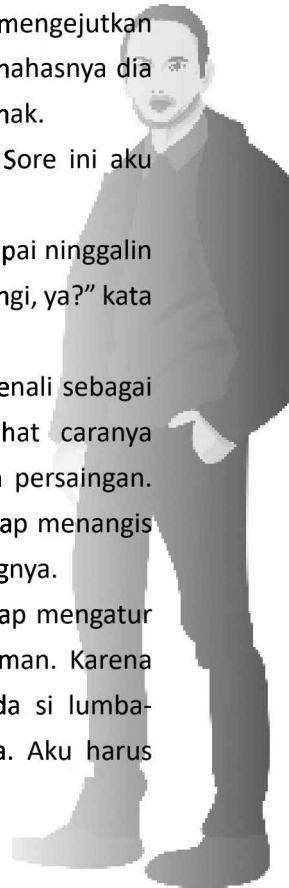 mengejutkan
nahasnya dia
nak.
Sore ini aku
pai ninggalin
ngi, ya?” kata
enali sebagai
hat caranya
persaingan.
ap menangis
gnya.
ap mengatur
man. Karena
da si lumba-
a. Aku harus